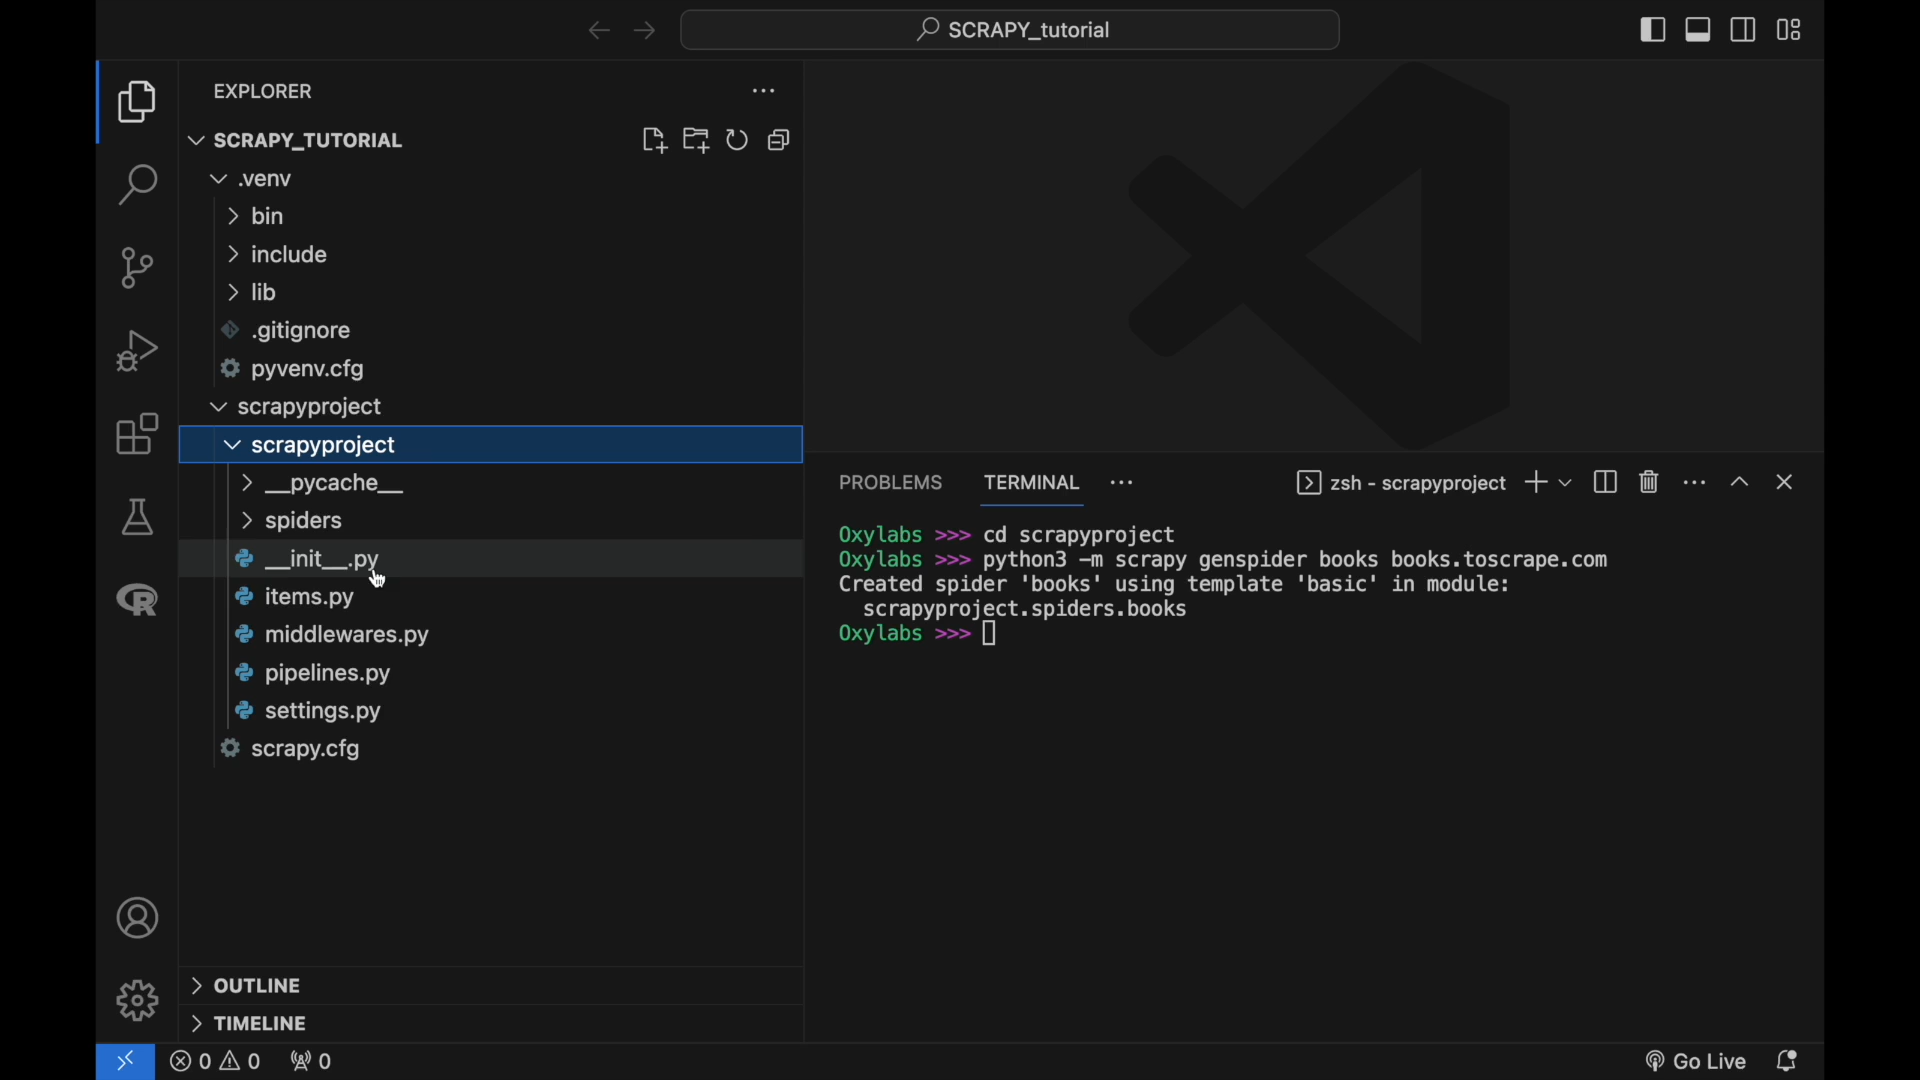 SCRAPY_tutorial
EXPLORER
SCRAPY_TUTORIAL
.venv
bin
include
lib
.gitignore
pyvenv.cfg
scrapyproject
scrapyproject
__pycache__
spiders
__init__.py
items.py
middlewares.py
pipelines.py
settings.py
scrapy.cfg
OUTLINE
TIMELINE
PROBLEMS TERMINAL
zsh - scrapyproject
Oxylabs >>> cd scrapyproject
Oxylabs >>> python3 -m scrapy genspider books books.toscrape.com
Created spider 'books' using template 'basic' in module:
scrapyproject.spiders.books
Oxylabs >>>
0 0 0
Go Live